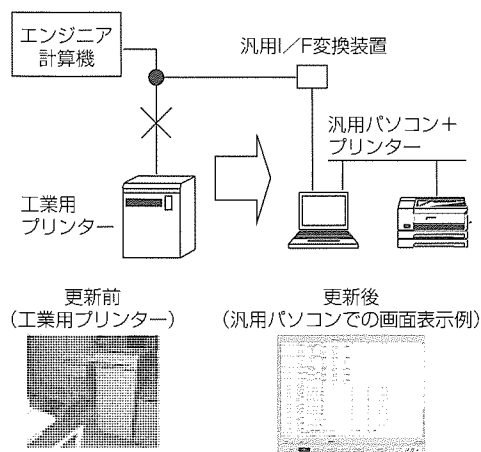 エンジニア
計算機
汎用I／F変換装置
汎用パソコン＋
プリンター
工業用
プリンター
更新前
（工業用プリンター）
更新後
（汎用パソコンでの画面表示例）